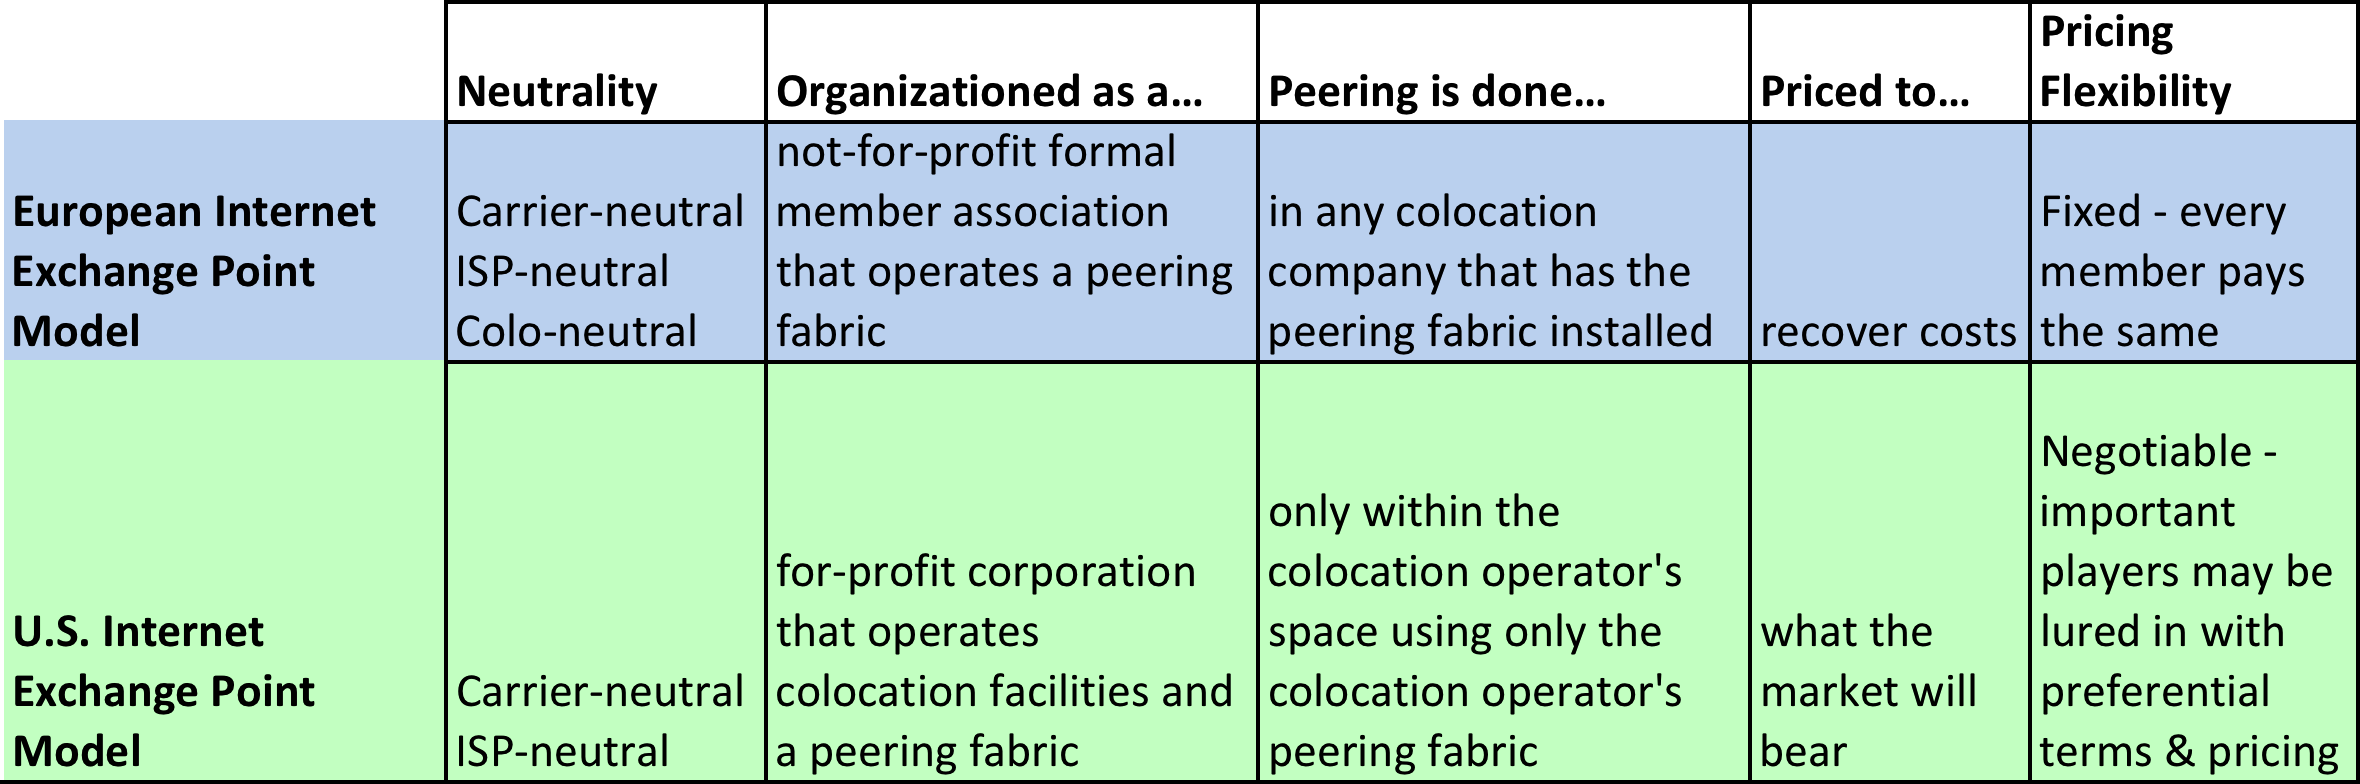 Neutrality
Organizationed as a…
Peering is done…
Priced to…
Pricing
Flexibility
European Internet
Exchange Point
Model
Carrier-neutral
ISP-neutral
Colo-neutral
not-for-profit formal
member association
that operates a peering
fabric
in any colocation
company that has the
peering fabric installed
recover costs
Fixed - every
member pays
the same
U.S. Internet
Exchange Point
Model
Carrier-neutral
ISP-neutral
for-profit corporation
that operates
colocation facilities and
a peering fabric
only within the
colocation operator's
space using only the
colocation operator's
peering fabric
what the
market will
bear
Negotiable -
important
players may be
lured in with
preferential
terms & pricing